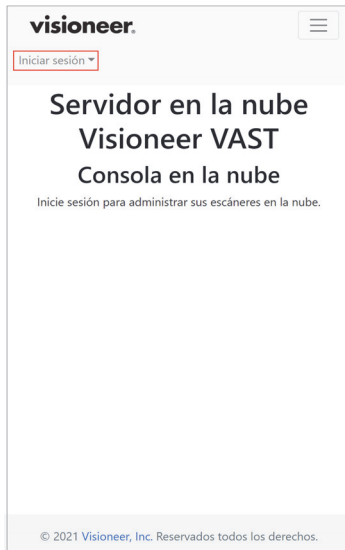 visioneer.
Iniciar sesión
Servidor en la nube
Visioneer VAST
Consola en la nube
Inicie sesión para administrar sus escáneres en la nube.
© 2021 Visioneer, Inc. Reservados todos los derechos.